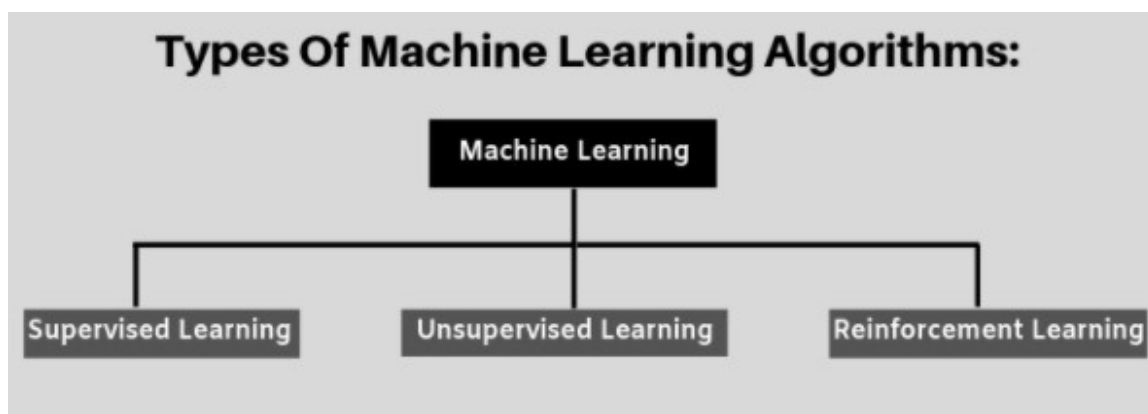 Types Of Machine Learning Algorithms:
Machine Learning
Supervised Learning
Unsupervised Learning
Reinforcement Learning